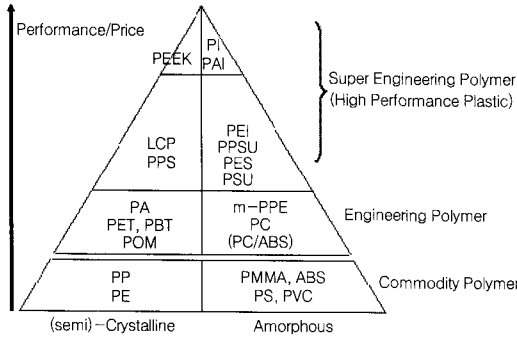 Performance/Price
PEEK
PI
PAI
Super Engineering Polymer
(High Performance Plastic)
LCP
PPS
PEI
PPSU
PES
PSU
PA
PET, PBT
POM
m-PPE
PC
(PC/ABS)
Engineering Polymer
PP
PE
PMMA, ABS
PS, PVC
Commodity Polymer
(semi)-Crystalline
Amorphous